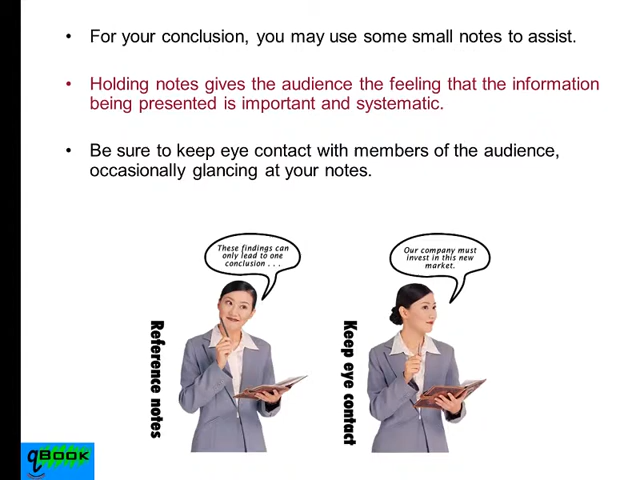 • For your conclusion, you may use some small notes to assist.
• Holding notes gives the audience the feeling that the information
being presented is important and systematic.
• Be sure to keep eye contact with members of the audience,
occasionally glancing at your notes.
These findings can
only lead to one
conclusion . . .
Our company must
invest in this new
market.
Reference notes
Keep eye contact
qBOOK